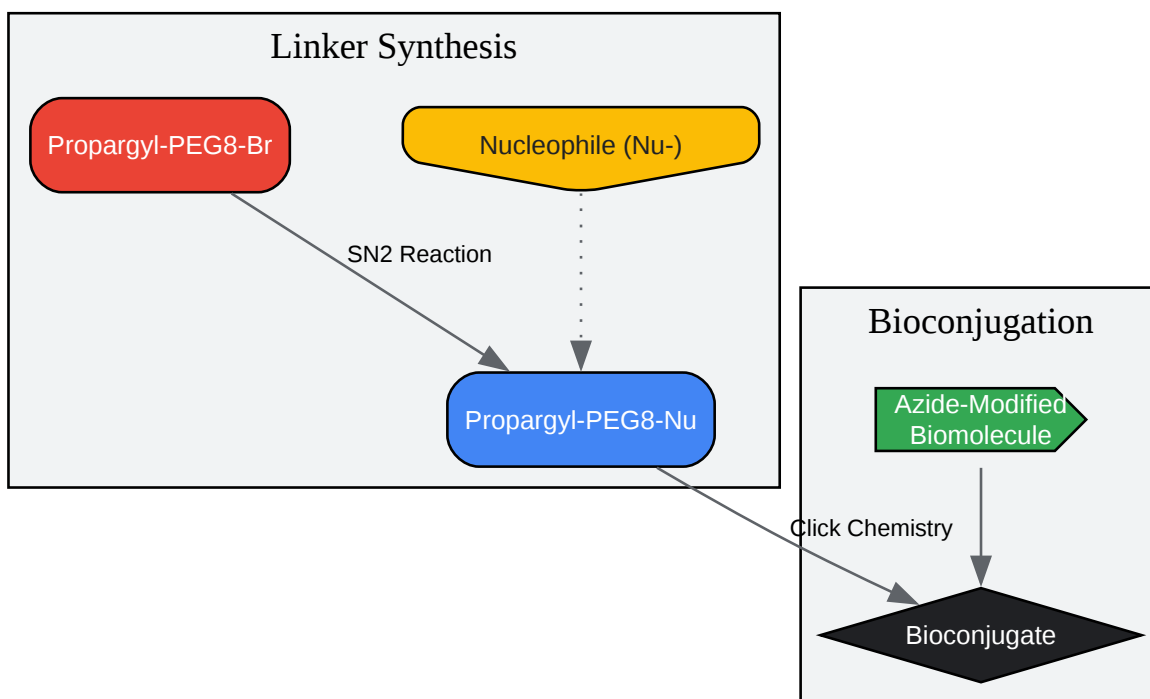 Linker Synthesis
Propargyl-PEG8-Br
Nucleophile (Nu-)
SN2 Reaction
Propargyl-PEG8-Nu
Bioconjugation
Azide-Modified
Biomolecule
Click Chemistry
Bioconjugate